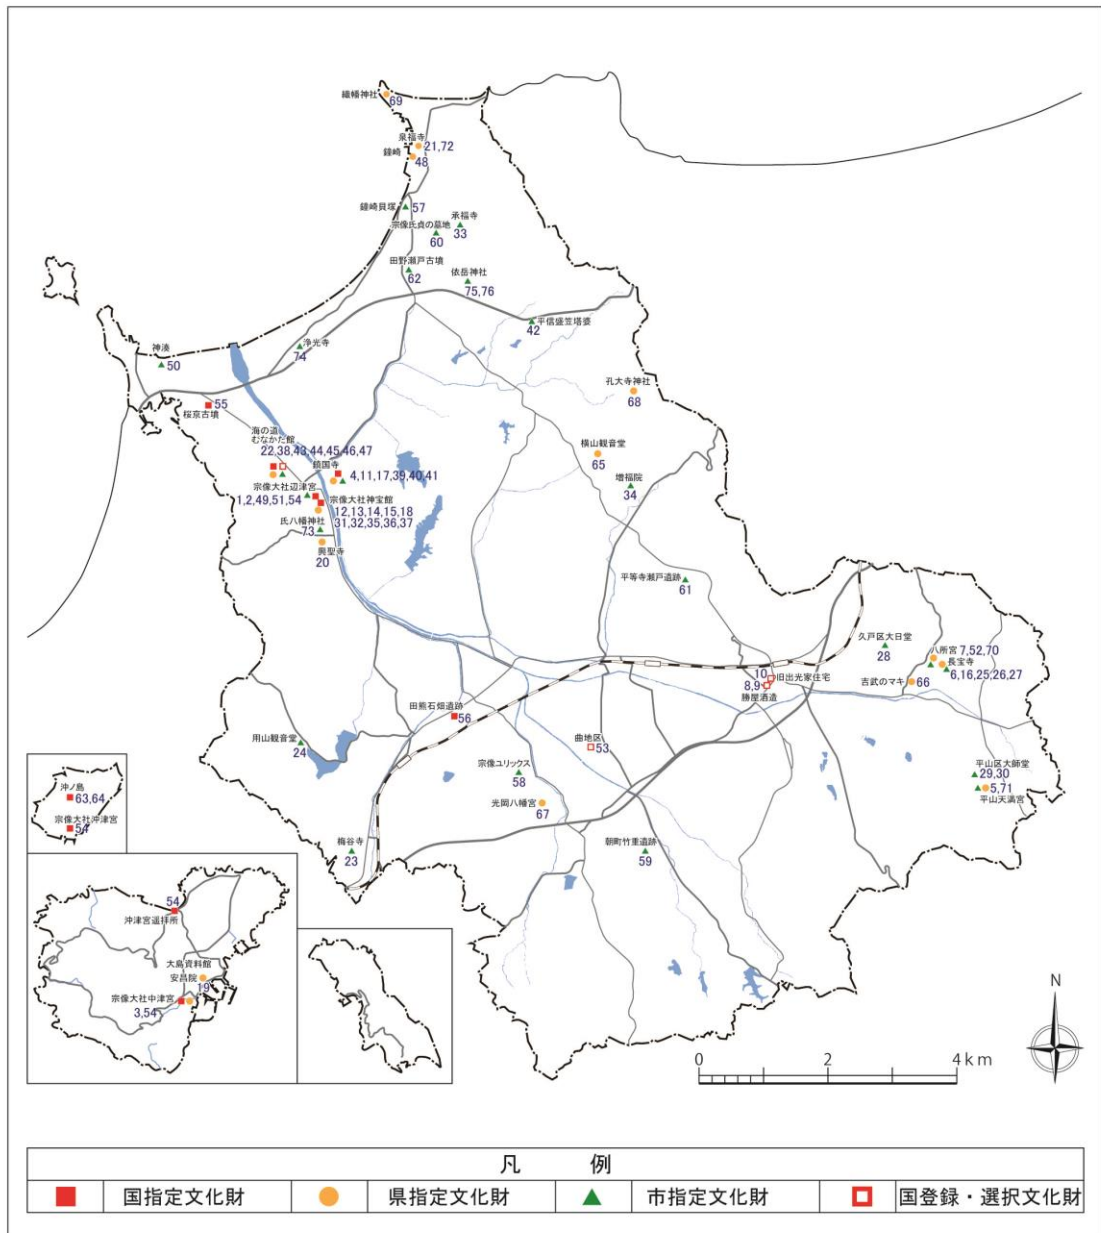 織幡神社
69
泉福寺
21,72
鐘崎
48
鐘崎貝塚
57
承福寺
33
宗像氏貞の墓地
60
田野瀬戸古墳
62
依岳神社
75,76
平信盛笠塔婆
42
浄光寺
74
神湊
50
孔大寺神社
68
桜京古墳
55
海の道
むなかた館
22,38,43,44,45,46,47
鎮国寺
4,11,17,39,40,41
横山観音堂
65
増福院
34
宗像大社辺津宮
1,2,49,51,54
宗像大社神宝館
12,13,14,15,18
31,32,35,36,37
氏八幡神社
73
興聖寺
20
平等寺瀬戸遺跡
61
久戸区大日堂
28
八所宮
7,52,70
長宝寺
6,16,25,26,27
吉武のマキ
66
10
旧出光家住宅
8,9
勝屋酒造
田熊石畑遺跡
56
曲地区
53
用山観音堂
24
宗像ユリックス
58
光岡八幡宮
67
平山区大師堂
29,30
5,71
平山天満宮
梅谷寺
23
朝町竹重遺跡
59
沖ノ島
63,64
宗像大社沖津宮
54
54
沖津宮遥拝所
大島資料館
安昌院
19
宗像大社中津宮
3,54
N
0 2 4km
凡 例
国指定文化財 県指定文化財 市指定文化財 国登録・選択文化財